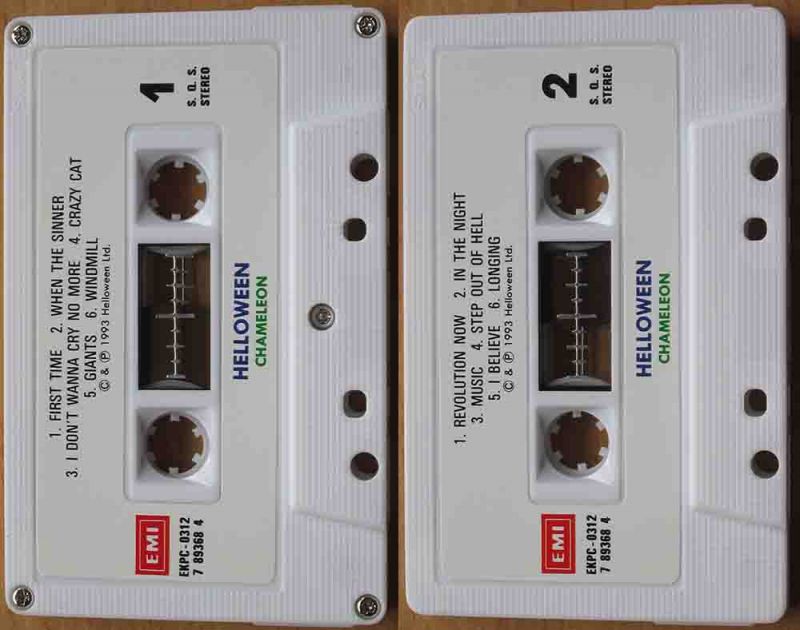 1. FIRST TIME 2. WHEN THE SINNER
3. I DON'T WANNA CRY NO MORE 4. CRAZY CAT
5. GIANTS 6. WINDMILL
© & ℗ 1993 Helloween Ltd.
EMI
EKPC-0312
7 89368 4
1
S. Q. S.
STEREO
HELLOWEEN
CHAMELEON
1. REVOLUTION NOW 2. IN THE NIGHT
3. MUSIC 4. STEP OUT OF HELL
5. I BELIEVE 6. LONGING
© & ℗ 1993 Helloween Ltd.
EMI
EKPC-0312
7 89368 4
2
S. Q. S.
STEREO
HELLOWEEN
CHAMELEON